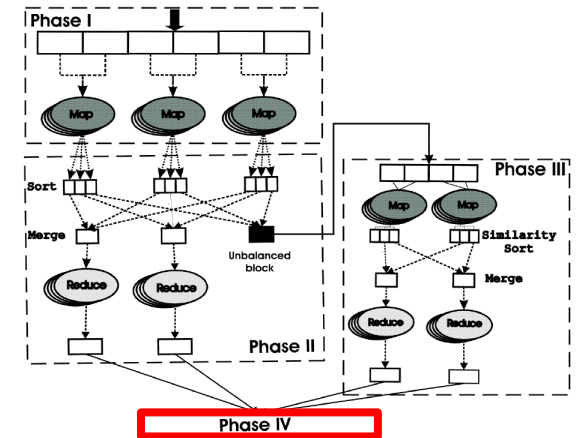 Phase I
Map Map Map
Phase III
Sort
Map Map
Similarity
Sort
Merge
Unbalanced
block
Merge
Reduce Reduce
Reduce Reduce
Phase II
Phase IV